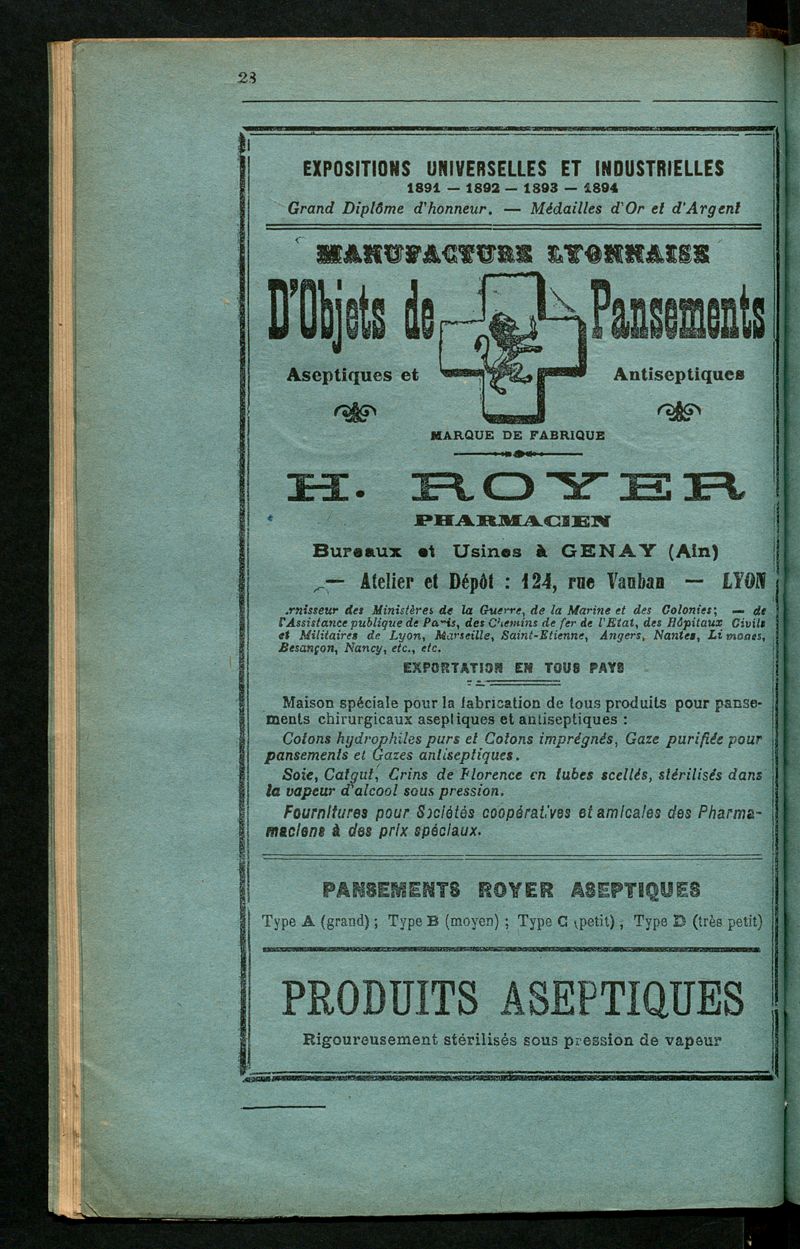 28
EXPOSITIONS UNIVERSELLES ET INDUSTRIELLES
1891 — 1892 — 1893 — 1894
Grand Diplôme d'honneur. — Médailles d'Or et d'Argent
MANUFACTURE LYONNAISE
D'Objets de Pansements
Aseptiques et Antiseptiques
MARQUE DE FABRIQUE
H. ROYER
PHARMACIEN
Bureaux et Usines à GENAY (Ain)
— Atelier et Dépôt : 124, rue Vauban — LYON
rnisseur des Ministères de la Guerre, de la Marine et des Colonies; — de
l'Assistance publique de Paris, des Chemins de fer de l'Etat, des Hôpitaux Civils
et Militaires de Lyon, Marseille, Saint-Etienne, Angers, Nantes, Limoges,
Besançon, Nancy, etc., etc.
EXPORTATION EN TOUS PAYS
Maison spéciale pour la fabrication de tous produits pour panse-
ments chirurgicaux aseptiques et antiseptiques :
Cotons hydrophiles purs et Cotons imprégnés, Gaze purifiée pour
pansements et Gazes antiseptiques.
Soie, Catgut, Crins de Florence en tubes scellés, stérilisés dans
la vapeur d'alcool sous pression.
Fournitures pour Sociétés coopératives et amicales des Pharma-
maciens à des prix spéciaux.
PANSEMENTS ROYER ASEPTIQUES
Type A (grand) ; Type B (moyen) ; Type C (petit) ; Type D (très petit)
PRODUITS ASEPTIQUES
Rigoureusement stérilisés sous pression de vapeur